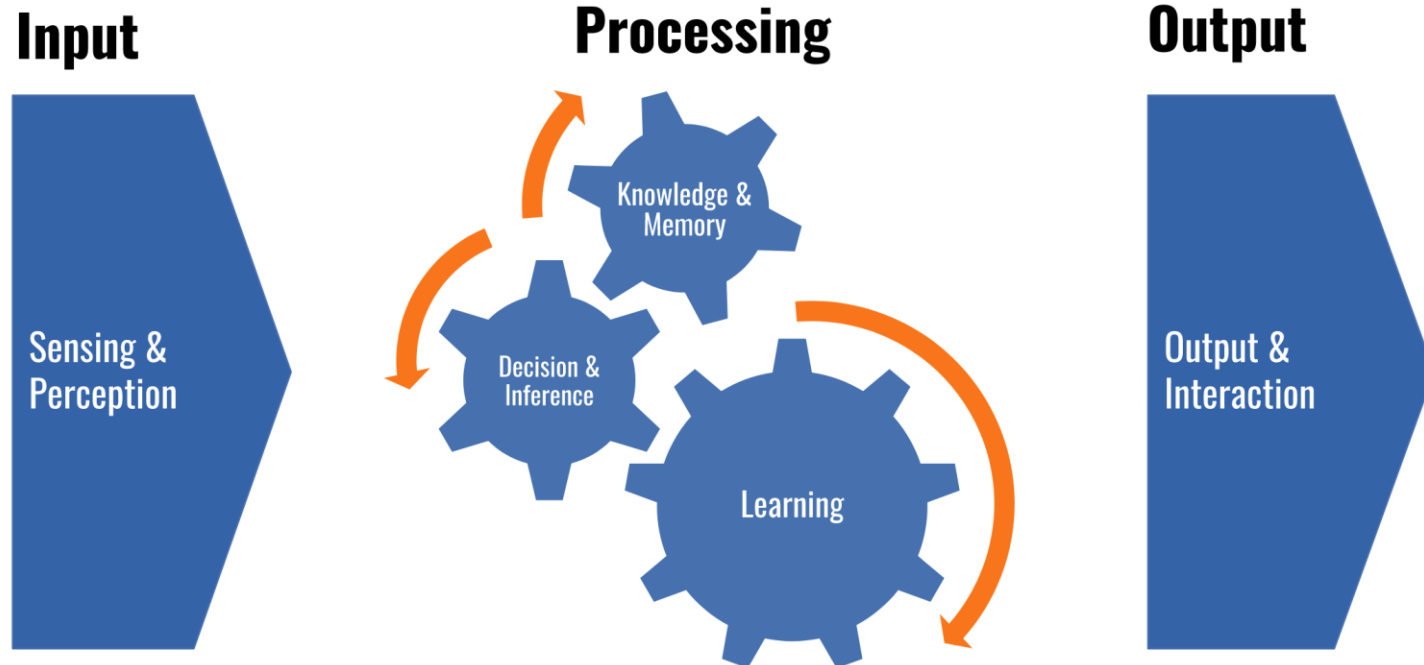 Input
Processing
Output
Sensing &
Perception
Knowledge &
Memory
Decision &
Inference
Learning
Output &
Interaction